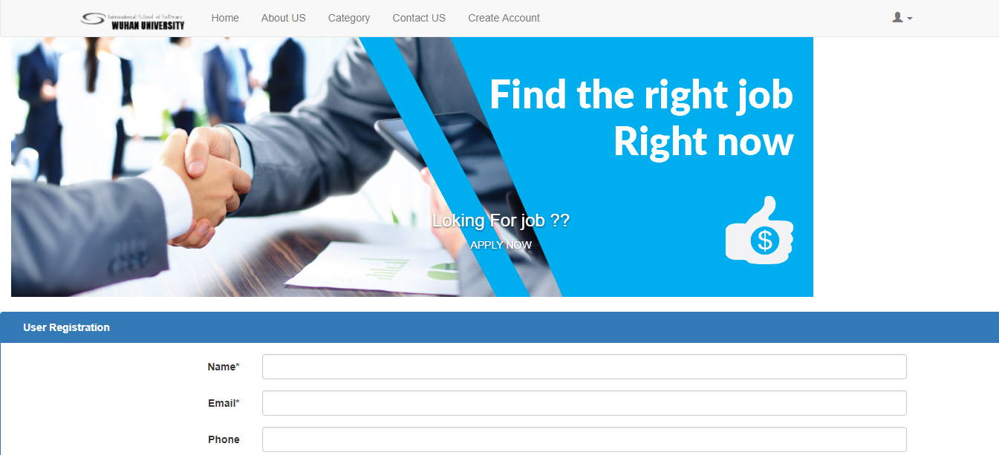 International School of Software
WUHAN UNIVERSITY
Home
About US
Category
Contact US
Create Account
Find the right job
Right now
Loking For job ??
APPLY NOW
$
User Registration
Name*
Email*
Phone